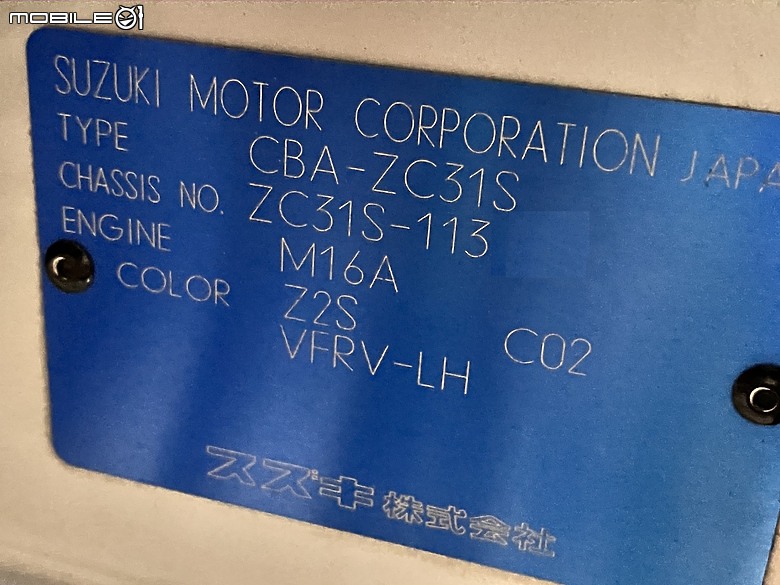 MOBILE01
SUZUKI MOTOR CORPORATION JAPA
TYPE CBA-ZC31S
CHASSIS NO. ZC31S-113
ENGINE M16A
COLOR Z2S C02
VFRV-LH
スズキ株式会社